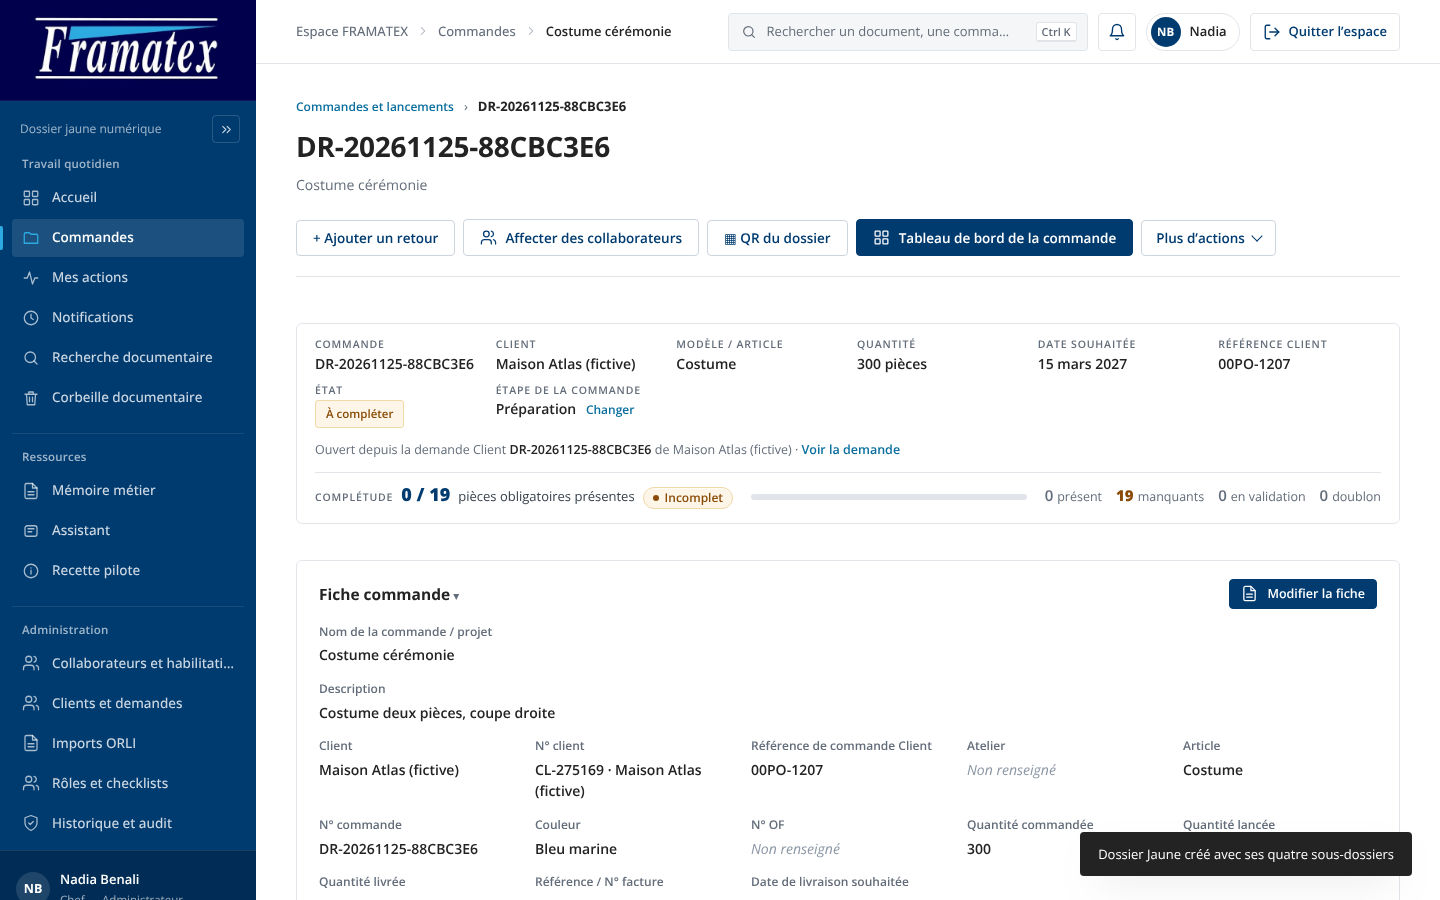 Framatex
Dossier jaune numérique
Travail quotidien
Accueil
Commandes
Mes actions
Notifications
Recherche documentaire
Corbeille documentaire
Ressources
Mémoire métier
Assistant
Recette pilote
Administration
Collaborateurs et habilitati…
Clients et demandes
Imports ORLI
Rôles et checklists
Historique et audit
NB
Nadia Benali
Espace FRAMATEX
Commandes
Costume cérémonie
Rechercher un document, une comma…
Ctrl K
NB
Nadia
Quitter l’espace
Commandes et lancements › DR-20261125-88CBC3E6
DR-20261125-88CBC3E6
Costume cérémonie
+ Ajouter un retour
Affecter des collaborateurs
QR du dossier
Tableau de bord de la commande
Plus d’actions
COMMANDE
DR-20261125-88CBC3E6
CLIENT
Maison Atlas (fictive)
MODÈLE / ARTICLE
Costume
QUANTITÉ
300 pièces
DATE SOUHAITÉE
15 mars 2027
RÉFÉRENCE CLIENT
00PO-1207
ÉTAT
À compléter
ÉTAPE DE LA COMMANDE
Préparation Changer
Ouvert depuis la demande Client DR-20261125-88CBC3E6 de Maison Atlas (fictive) · Voir la demande
COMPLÉTUDE 0 / 19 pièces obligatoires présentes
Incomplet
0 présent 19 manquants 0 en validation 0 doublon
Fiche commande
Modifier la fiche
Nom de la commande / projet
Costume cérémonie
Description
Costume deux pièces, coupe droite
Client
Maison Atlas (fictive)
N° client
CL-275169 · Maison Atlas
(fictive)
Référence de commande Client
00PO-1207
Atelier
Non renseigné
Article
Costume
N° commande
DR-20261125-88CBC3E6
Couleur
Bleu marine
N° OF
Non renseigné
Quantité commandée
300
Quantité lancée
Quantité livrée
Référence / N° facture
Date de livraison souhaitée
Dossier Jaune créé avec ses quatre sous-dossiers